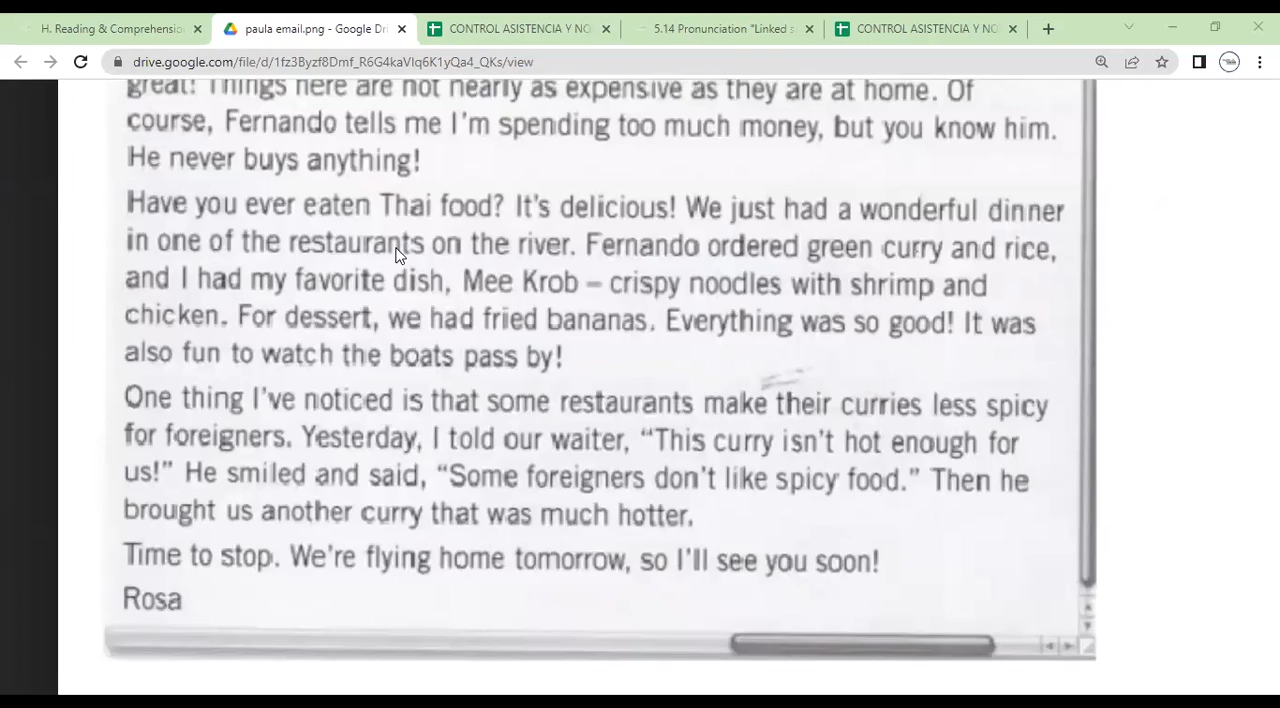 H. Reading & Comprehensio
paula email.png - Google Dri
CONTROL ASISTENCIA Y NO
5.14 Pronunciation "Linked s
CONTROL ASISTENCIA Y NO
drive.google.com/file/d/1fz3Byzf8Dmf_R6G4kaVlq6K1yQa4_QKs/view
great! Things here are not nearly as expensive as they are at home. Of
course, Fernando tells me I'm spending too much money, but you know him.
He never buys anything!
Have you ever eaten Thai food? It's delicious! We just had a wonderful dinner
in one of the restaurants on the river. Fernando ordered green curry and rice,
and I had my favorite dish, Mee Krob – crispy noodles with shrimp and
chicken. For dessert, we had fried bananas. Everything was so good! It was
also fun to watch the boats pass by!
One thing I've noticed is that some restaurants make their curries less spicy
for foreigners. Yesterday, I told our waiter, "This curry isn't hot enough for
us!" He smiled and said, "Some foreigners don't like spicy food." Then he
brought us another curry that was much hotter.
Time to stop. We're flying home tomorrow, so I'll see you soon!
Rosa